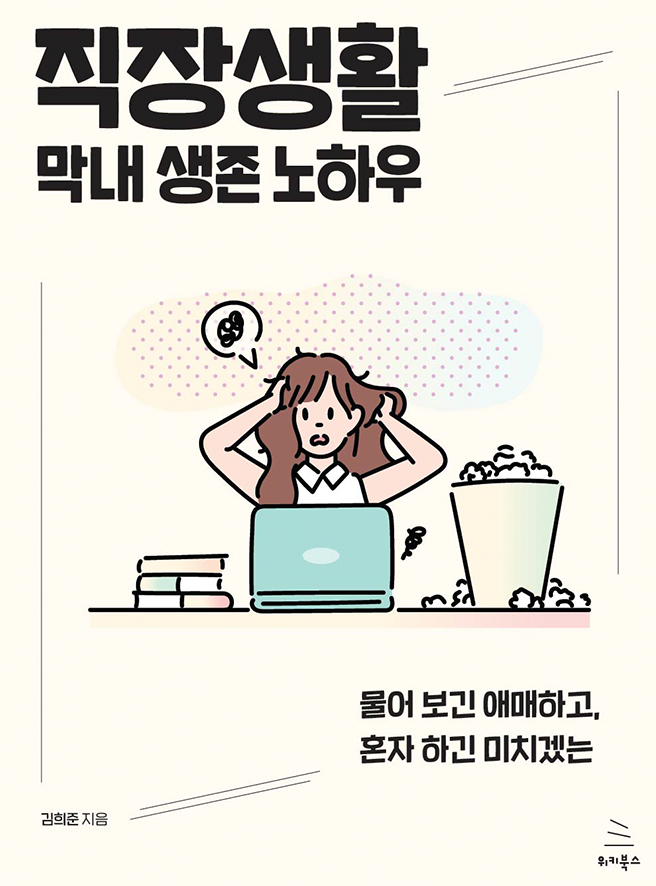 직장생활
막내 생존 노하우
물어 보긴 애매하고,
혼자 하긴 미치겠는
김희준 지음
위키북스